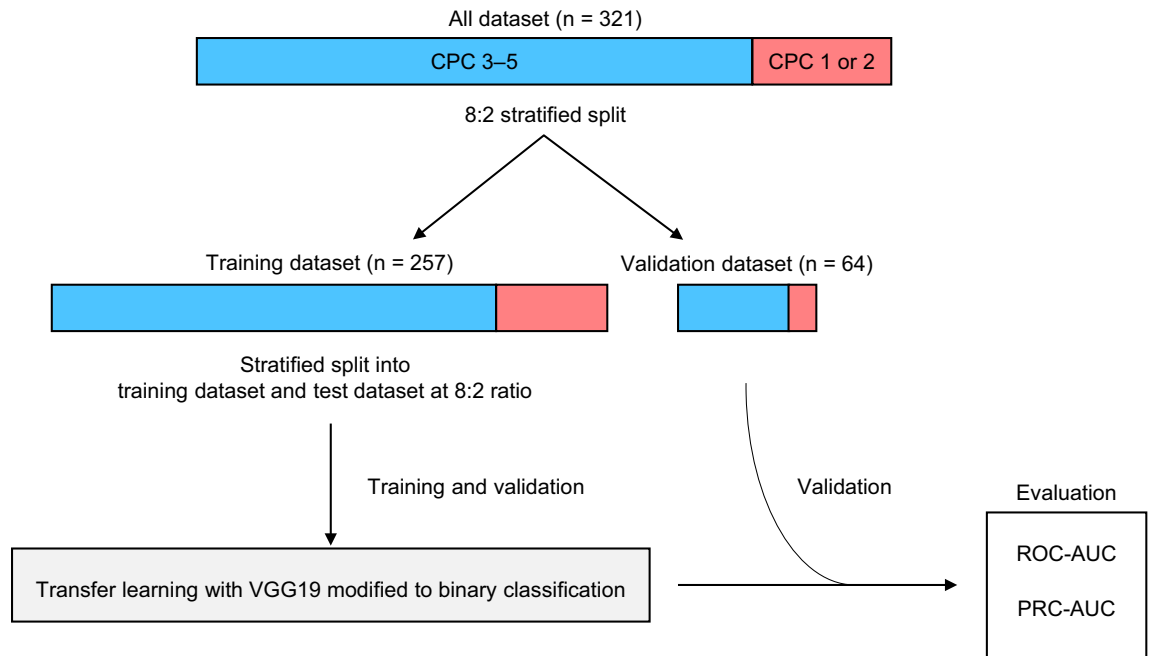 All dataset (n = 321)
CPC 3–5
CPC 1 or 2
8:2 stratified split
Training dataset (n = 257)
Validation dataset (n = 64)
Stratified split into
training dataset and test dataset at 8:2 ratio
Training and validation
Validation
Evaluation
ROC-AUC
PRC-AUC
Transfer learning with VGG19 modified to binary classification